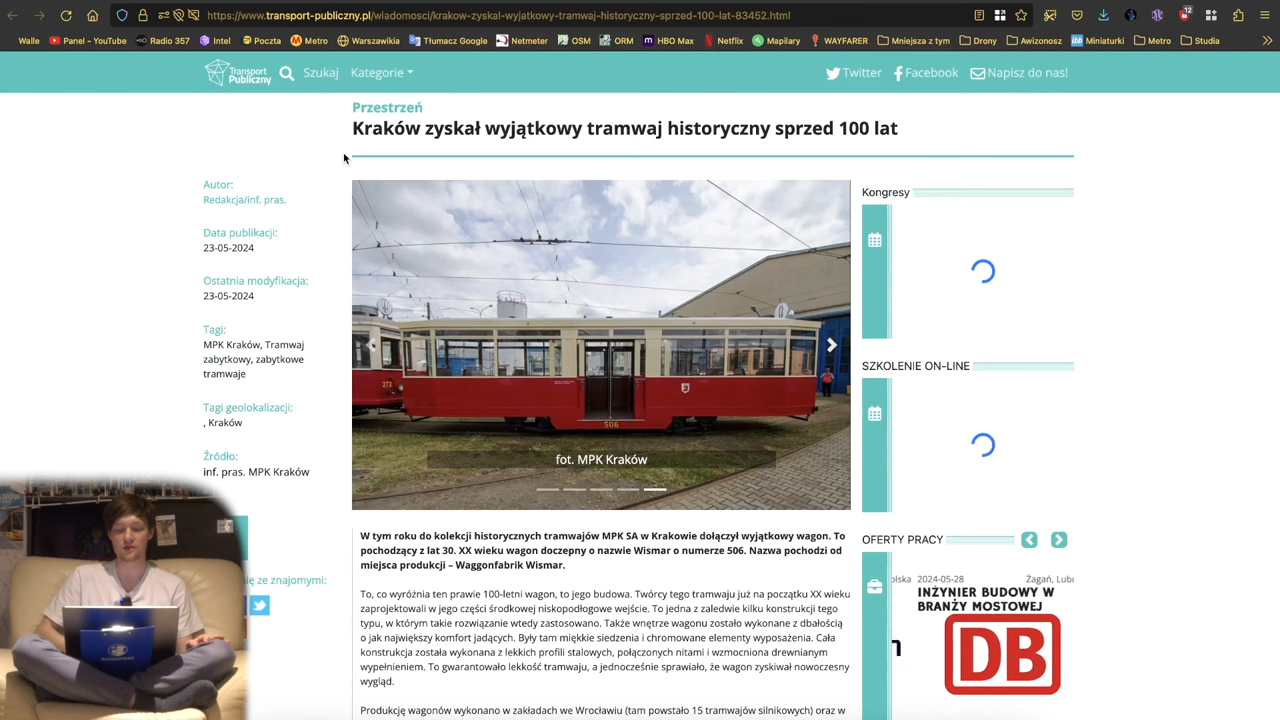 https://www.transport-publiczny.pl/wiadomosci/krakow-zyskal-wyjatkowy-tramwaj-historyczny-sprzed-100-lat-83452.html
12
Walle Panel - YouTube Radio 357 Intel Poczta Metro Warszawikia Tłumacz Google Netmeter OSM ORM HBO Max Netflix Mapilary WAYFARER Mniejsza z tym Drony Awizonosz Miniaturki Metro Studia
Transport Publiczny
Szukaj Kategorie
Twitter Facebook Napisz do nas!
Przestrzeń
Kraków zyskał wyjątkowy tramwaj historyczny sprzed 100 lat
Autor:
Redakcja/inf. pras.
Data publikacji:
23-05-2024
Ostatnia modyfikacja:
23-05-2024
Tagi:
MPK Kraków, Tramwaj
zabytkowy, zabytkowe
tramwaje
Tagi geolokalizacji:
, Kraków
Źródło:
inf. pras. MPK Kraków
się ze znajomymi:
272
506
fot. MPK Kraków
W tym roku do kolekcji historycznych tramwajów MPK SA w Krakowie dołączył wyjątkowy wagon. To
pochodzący z lat 30. XX wieku wagon doczepny o nazwie Wismar o numerze 506. Nazwa pochodzi od
miejsca produkcji – Waggonfabrik Wismar.
To, co wyróżnia ten prawie 100-letni wagon, to jego budowa. Twórcy tego tramwaju już na początku XX wieku
zaprojektowali w jego części środkowej niskopodłogowe wejście. To jedna z zaledwie kilku konstrukcji tego
typu, w którym takie rozwiązanie wtedy zastosowano. Także wnętrze wagonu zostało wykonane z dbałością
o jak największy komfort jadących. Były tam miękkie siedzenia i chromowane elementy wyposażenia. Cała
konstrukcja została wykonana z lekkich profili stalowych, połączonych nitami i wzmocniona drewnianym
wypełnieniem. To gwarantowało lekkość tramwaju, a jednocześnie sprawiało, że wagon zyskiwał nowoczesny
wygląd.
Produkcję wagonów wykonano w zakładach we Wrocławiu (tam powstało 15 tramwajów silnikowych) oraz w
Kongresy
SZKOLENIE ON-LINE
OFERTY PRACY
olska 2024-05-28 Żagań, Lubu
INŻYNIER BUDOWY W
BRANŻY MOSTOWEJ
n
DB